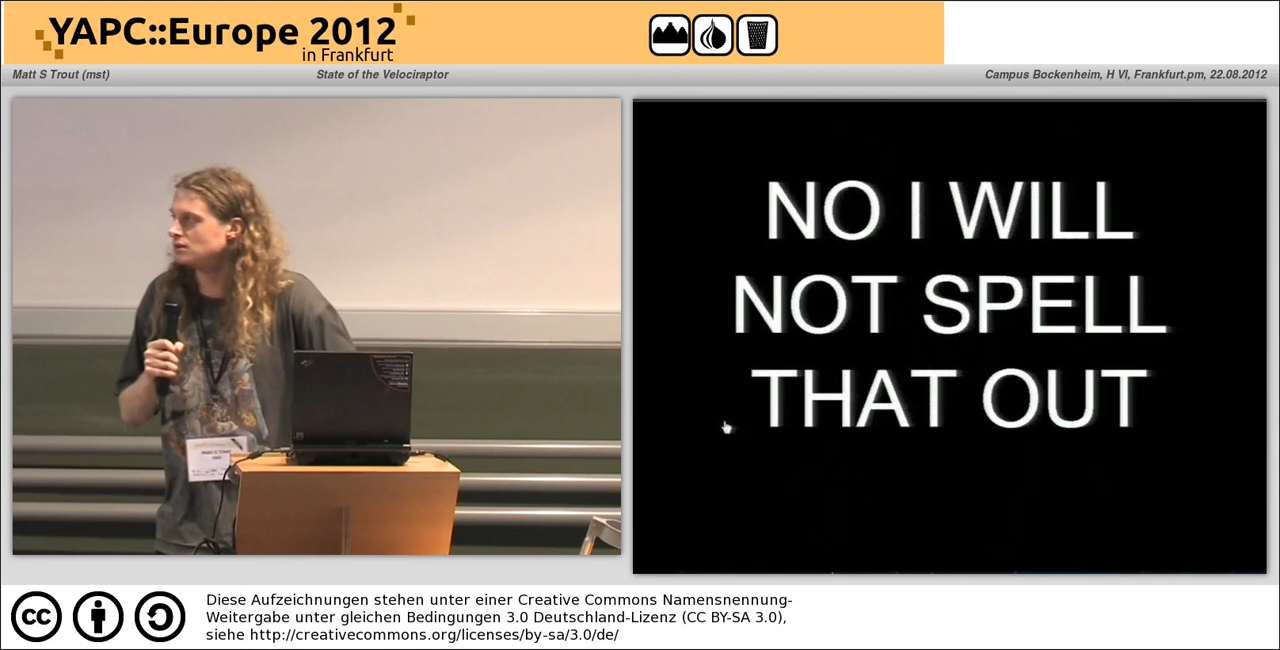 YAPC::Europe 2012
in Frankfurt
Matt S Trout (mst)
State of the Velociraptor
Campus Bockenheim, H VI, Frankfurt.pm, 22.08.2012
NO I WILL
NOT SPELL
THAT OUT
Matt S Trout
cc
Diese Aufzeichnungen stehen unter einer Creative Commons Namensnennung-
Weitergabe unter gleichen Bedingungen 3.0 Deutschland-Lizenz (CC BY-SA 3.0),
siehe http://creativecommons.org/licenses/by-sa/3.0/de/